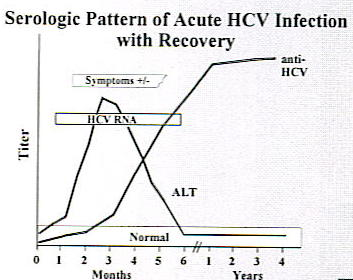 Serologic Pattern of Acute HCV Infection
with Recovery
anti-
HCV
Symptoms +/-
HCV RNA
Titer
ALT
Normal
0 1 2 3 4 5 6 // 1 2 3 4
Months Years